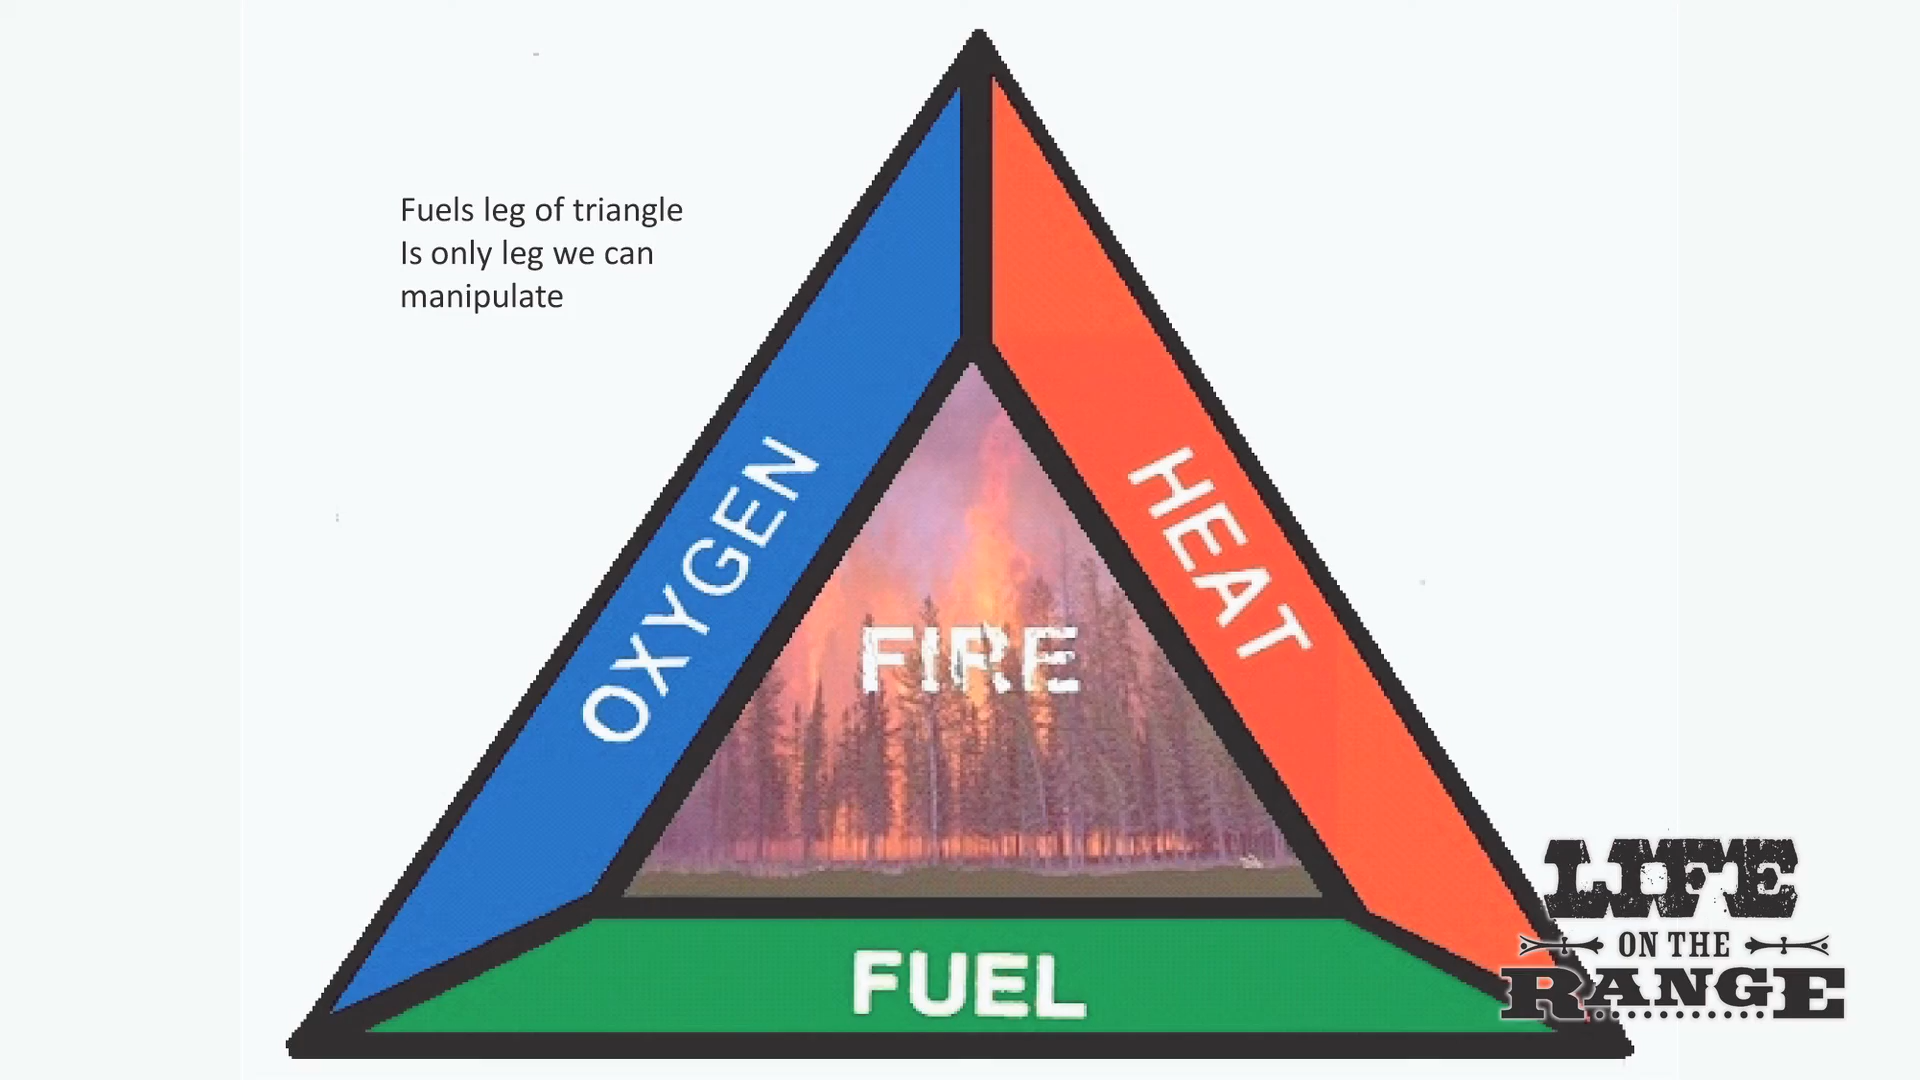 Fuels leg of triangle
Is only leg we can
manipulate
OXYGEN
HEAT
FIRE
FUEL
LIFE
ON THE
RANGE